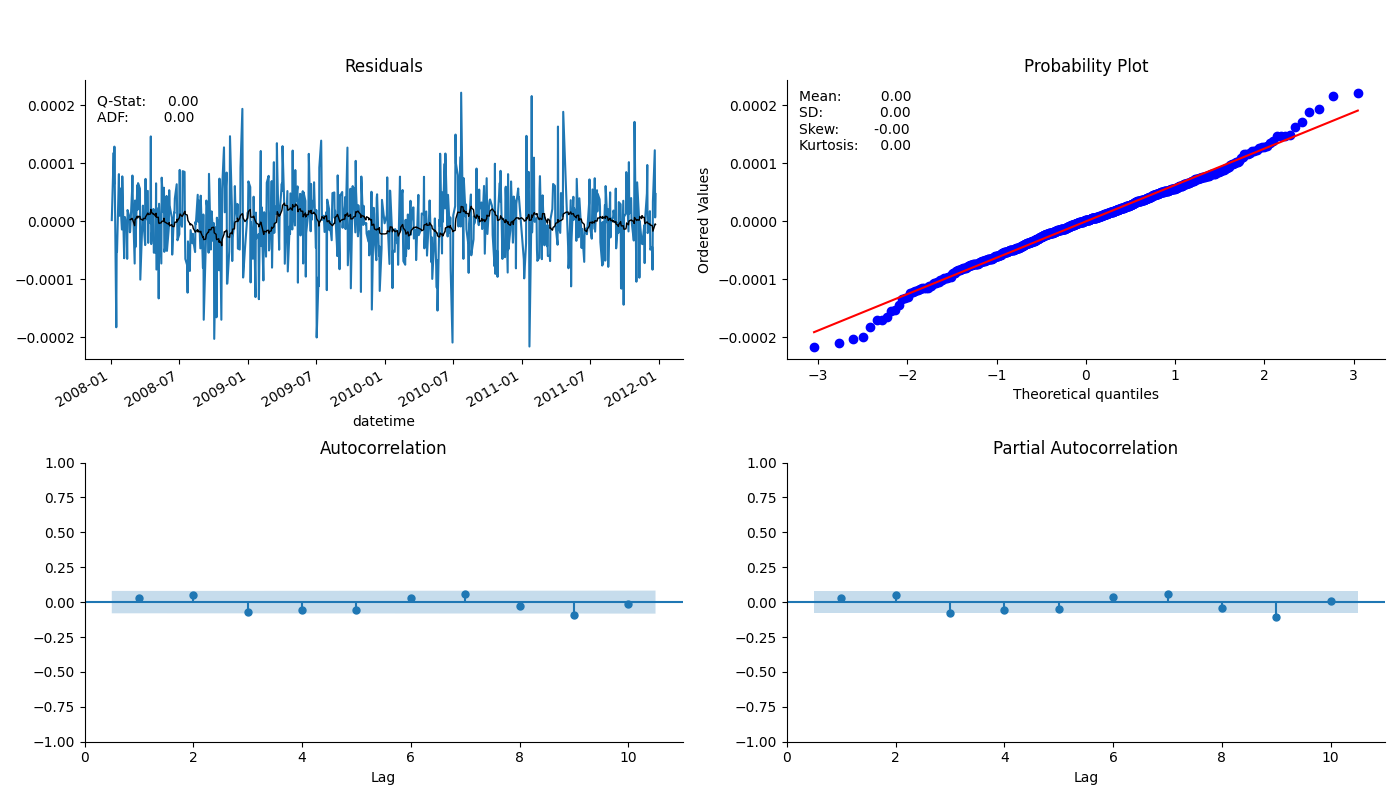 Residuals
Q-Stat: 0.00
ADF: 0.00
0.0002
0.0001
0.0000
−0.0001
−0.0002
2008-01
2008-07
2009-01
2009-07
2010-01
2010-07
2011-01
2011-07
2012-01
datetime
Probability Plot
Mean: 0.00
SD: 0.00
Skew: -0.00
Kurtosis: 0.00
Ordered Values
0.0002
0.0001
0.0000
−0.0001
−0.0002
−3 −2 −1 0 1 2 3
Theoretical quantiles
Autocorrelation
1.00
0.75
0.50
0.25
0.00
−0.25
−0.50
−0.75
−1.00
0 2 4 6 8 10
Lag
Partial Autocorrelation
1.00
0.75
0.50
0.25
0.00
−0.25
−0.50
−0.75
−1.00
0 2 4 6 8 10
Lag